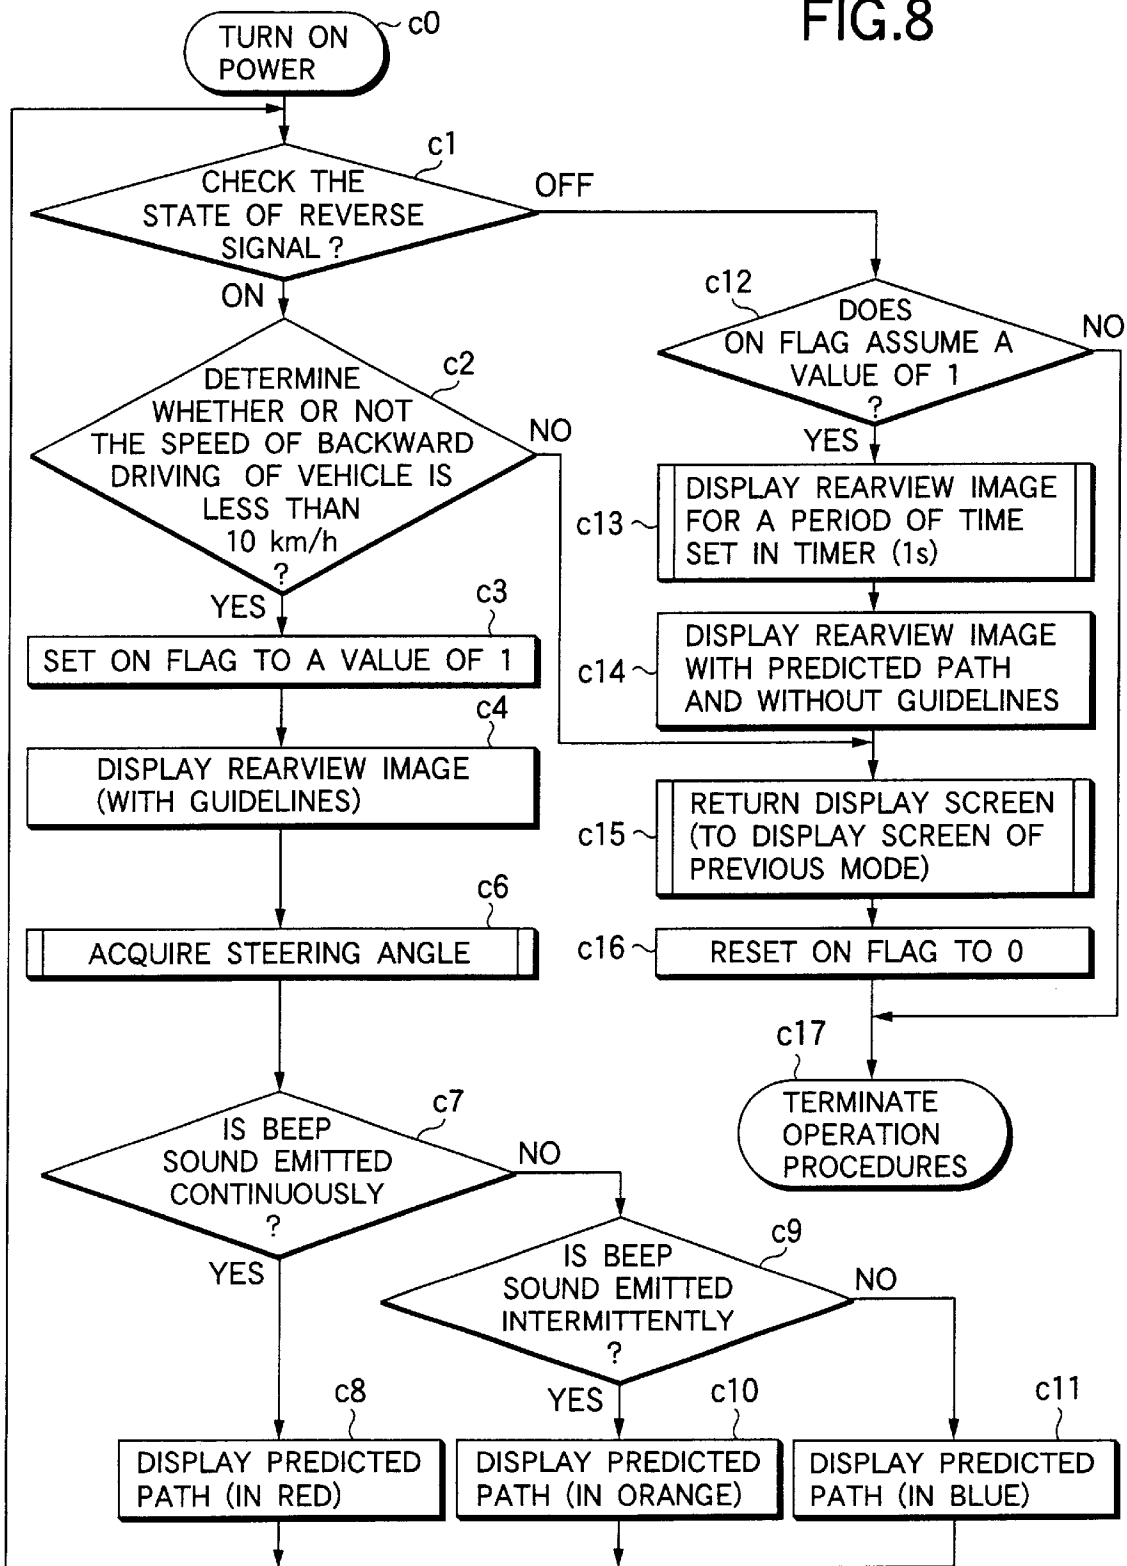 FIG.8
TURN ON
POWER
c0
c1
CHECK THE
STATE OF REVERSE
SIGNAL ?
OFF
ON
c2
DETERMINE
WHETHER OR NOT
THE SPEED OF BACKWARD
DRIVING OF VEHICLE IS
LESS THAN
10 km/h
?
NO
YES
c3
SET ON FLAG TO A VALUE OF 1
c4
DISPLAY REARVIEW IMAGE
(WITH GUIDELINES)
c6
ACQUIRE STEERING ANGLE
c7
IS BEEP
SOUND EMITTED
CONTINUOUSLY
?
NO
YES
c8
DISPLAY PREDICTED
PATH (IN RED)
c9
IS BEEP
SOUND EMITTED
INTERMITTENTLY
?
NO
YES
c10
DISPLAY PREDICTED
PATH (IN ORANGE)
c11
DISPLAY PREDICTED
PATH (IN BLUE)
c12
DOES
ON FLAG ASSUME A
VALUE OF 1
?
NO
YES
c13
DISPLAY REARVIEW IMAGE
FOR A PERIOD OF TIME
SET IN TIMER (1s)
c14
DISPLAY REARVIEW IMAGE
WITH PREDICTED PATH
AND WITHOUT GUIDELINES
c15
RETURN DISPLAY SCREEN
(TO DISPLAY SCREEN OF
PREVIOUS MODE)
c16
RESET ON FLAG TO 0
c17
TERMINATE
OPERATION
PROCEDURES